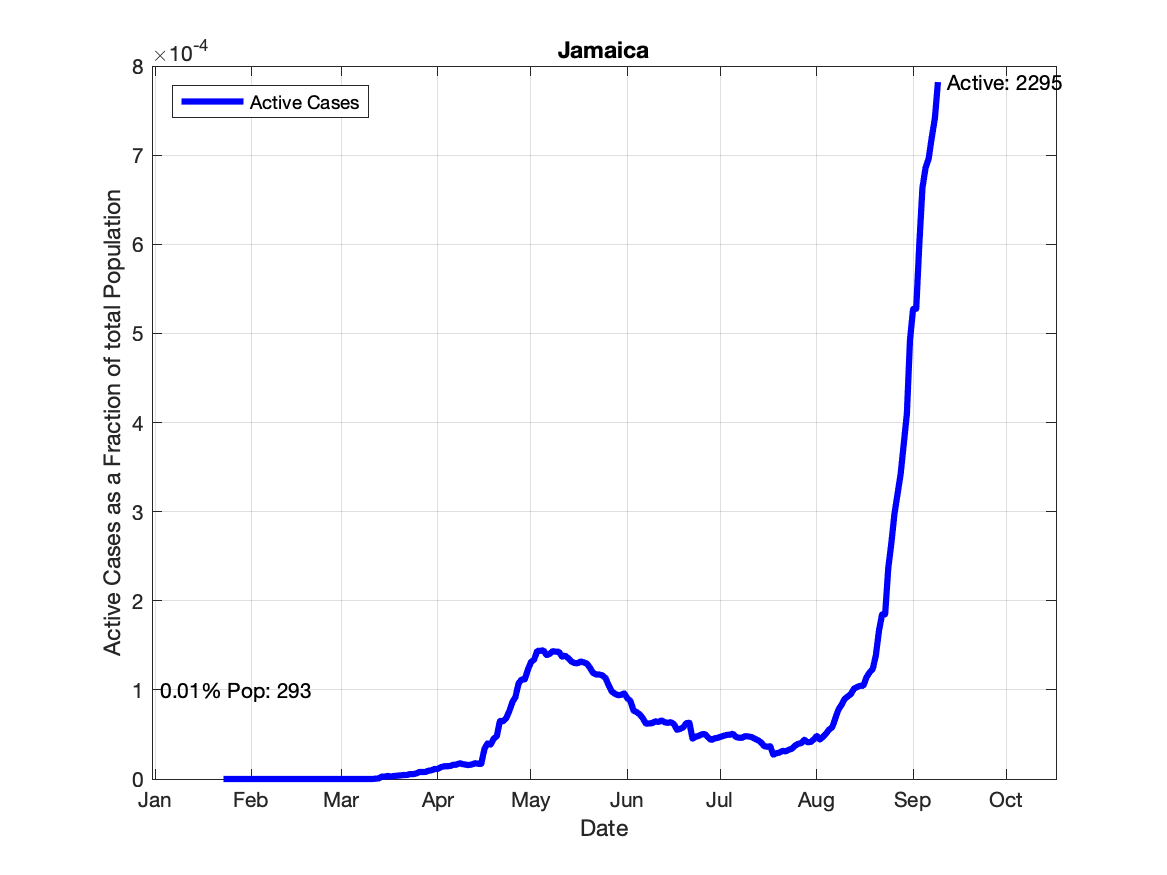 Jamaica
×10-4
8
7
6
5
4
3
2
1
0
Active Cases as a Fraction of total Population
Active Cases
Active: 2295
0.01% Pop: 293
Jan Feb Mar Apr May Jun Jul Aug Sep Oct
Date